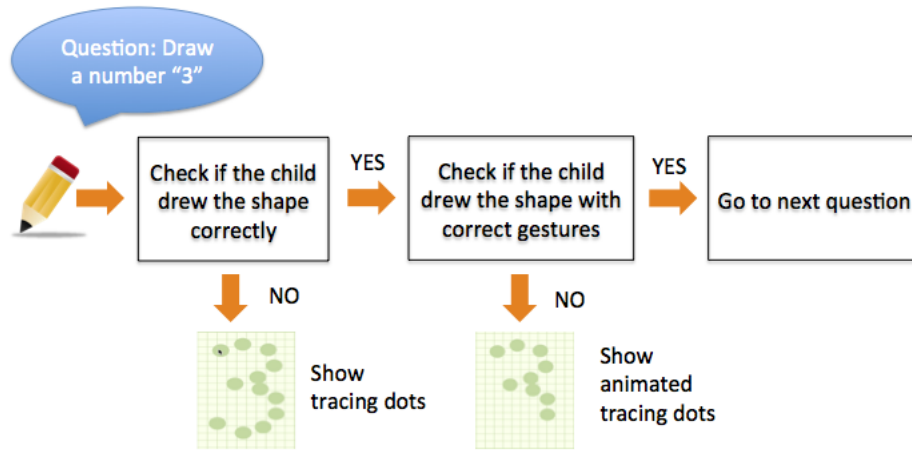 Question: Draw
a number “3”
Check if the child
drew the shape
correctly
YES
Check if the child
drew the shape with
correct gestures
YES
Go to next question
NO
Show
tracing dots
NO
Show
animated
tracing dots